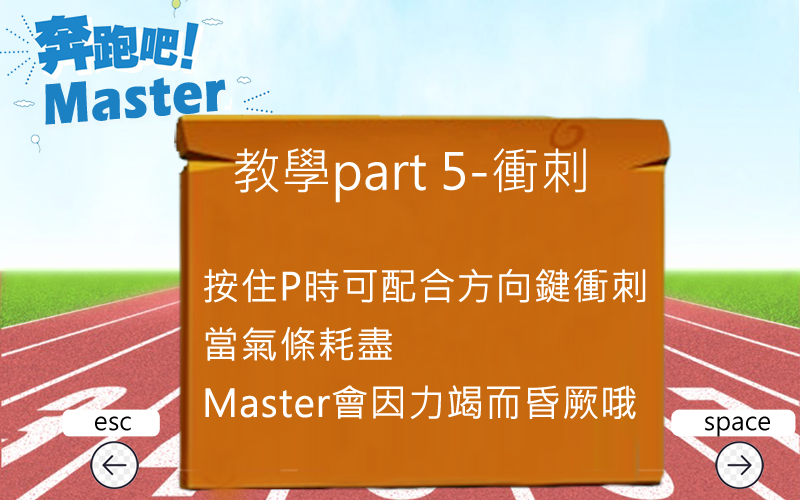 奔跑吧!
Master
教學part 5-衝刺
按住P時可配合方向鍵衝刺
當氣條耗盡
Master會因力竭而昏厥哦
esc
space